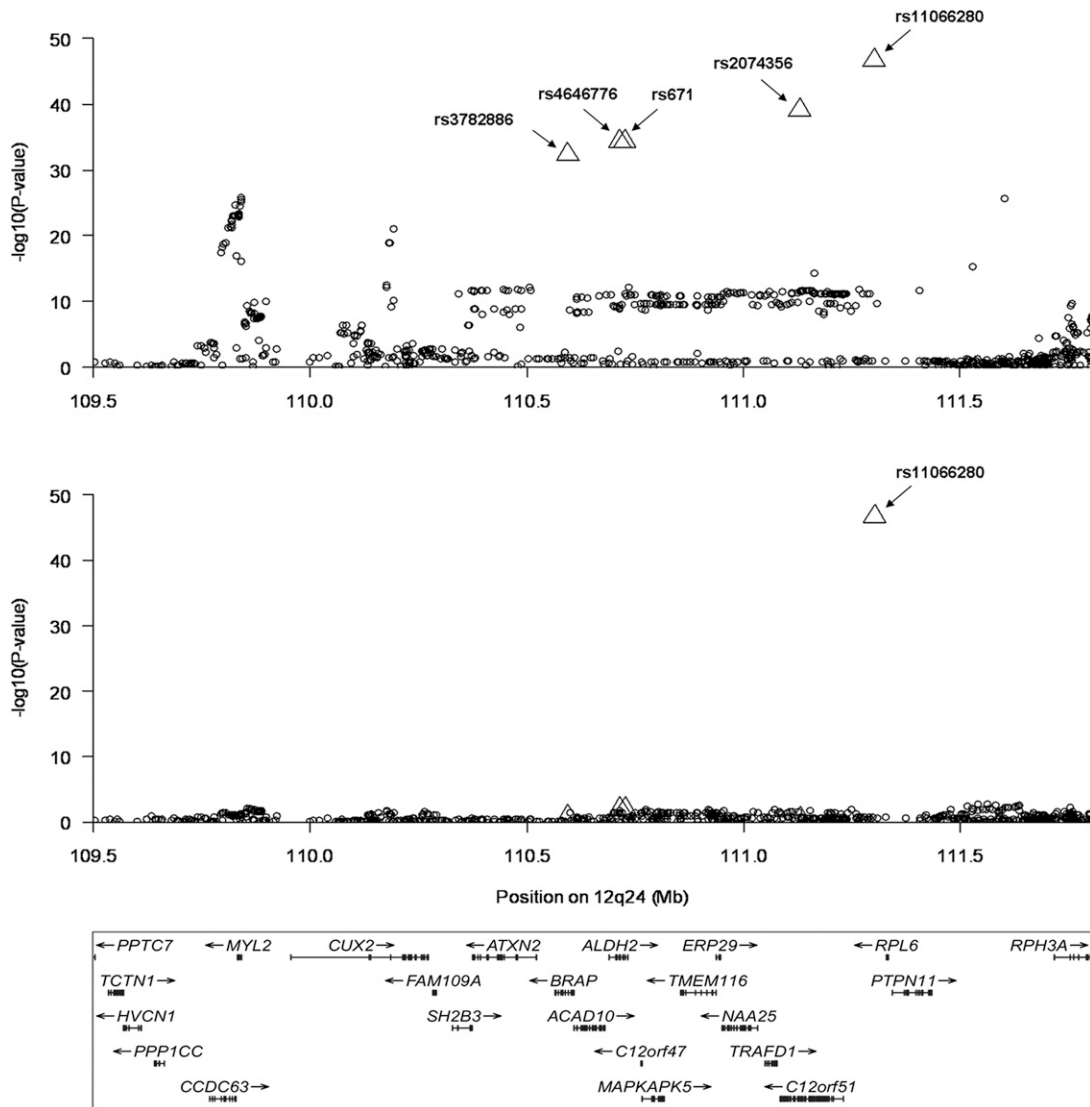 rs11066280
rs2074356
rs4646776 rs671
rs3782886
-log10(P-value)
50
40
30
20
10
0
109.5 110.0 110.5 111.0 111.5
rs11066280
-log10(P-value)
50
40
30
20
10
0
109.5 110.0 110.5 111.0 111.5
Position on 12q24 (Mb)
←PPTC7 ←MYL2 CUX2→ ←ATXN2 ALDH2→ ERP29→ ←RPL6 RPH3A→
TCTN1→ ←FAM109A ←BRAP ←TMEM116 PTPN11→
←HVCN1 SH2B3→ ACAD10→ ←NAA25
←PPP1CC ←C12orf47 TRAFD1→
CCDC63→ MAPKAPK5→ ←C12orf51